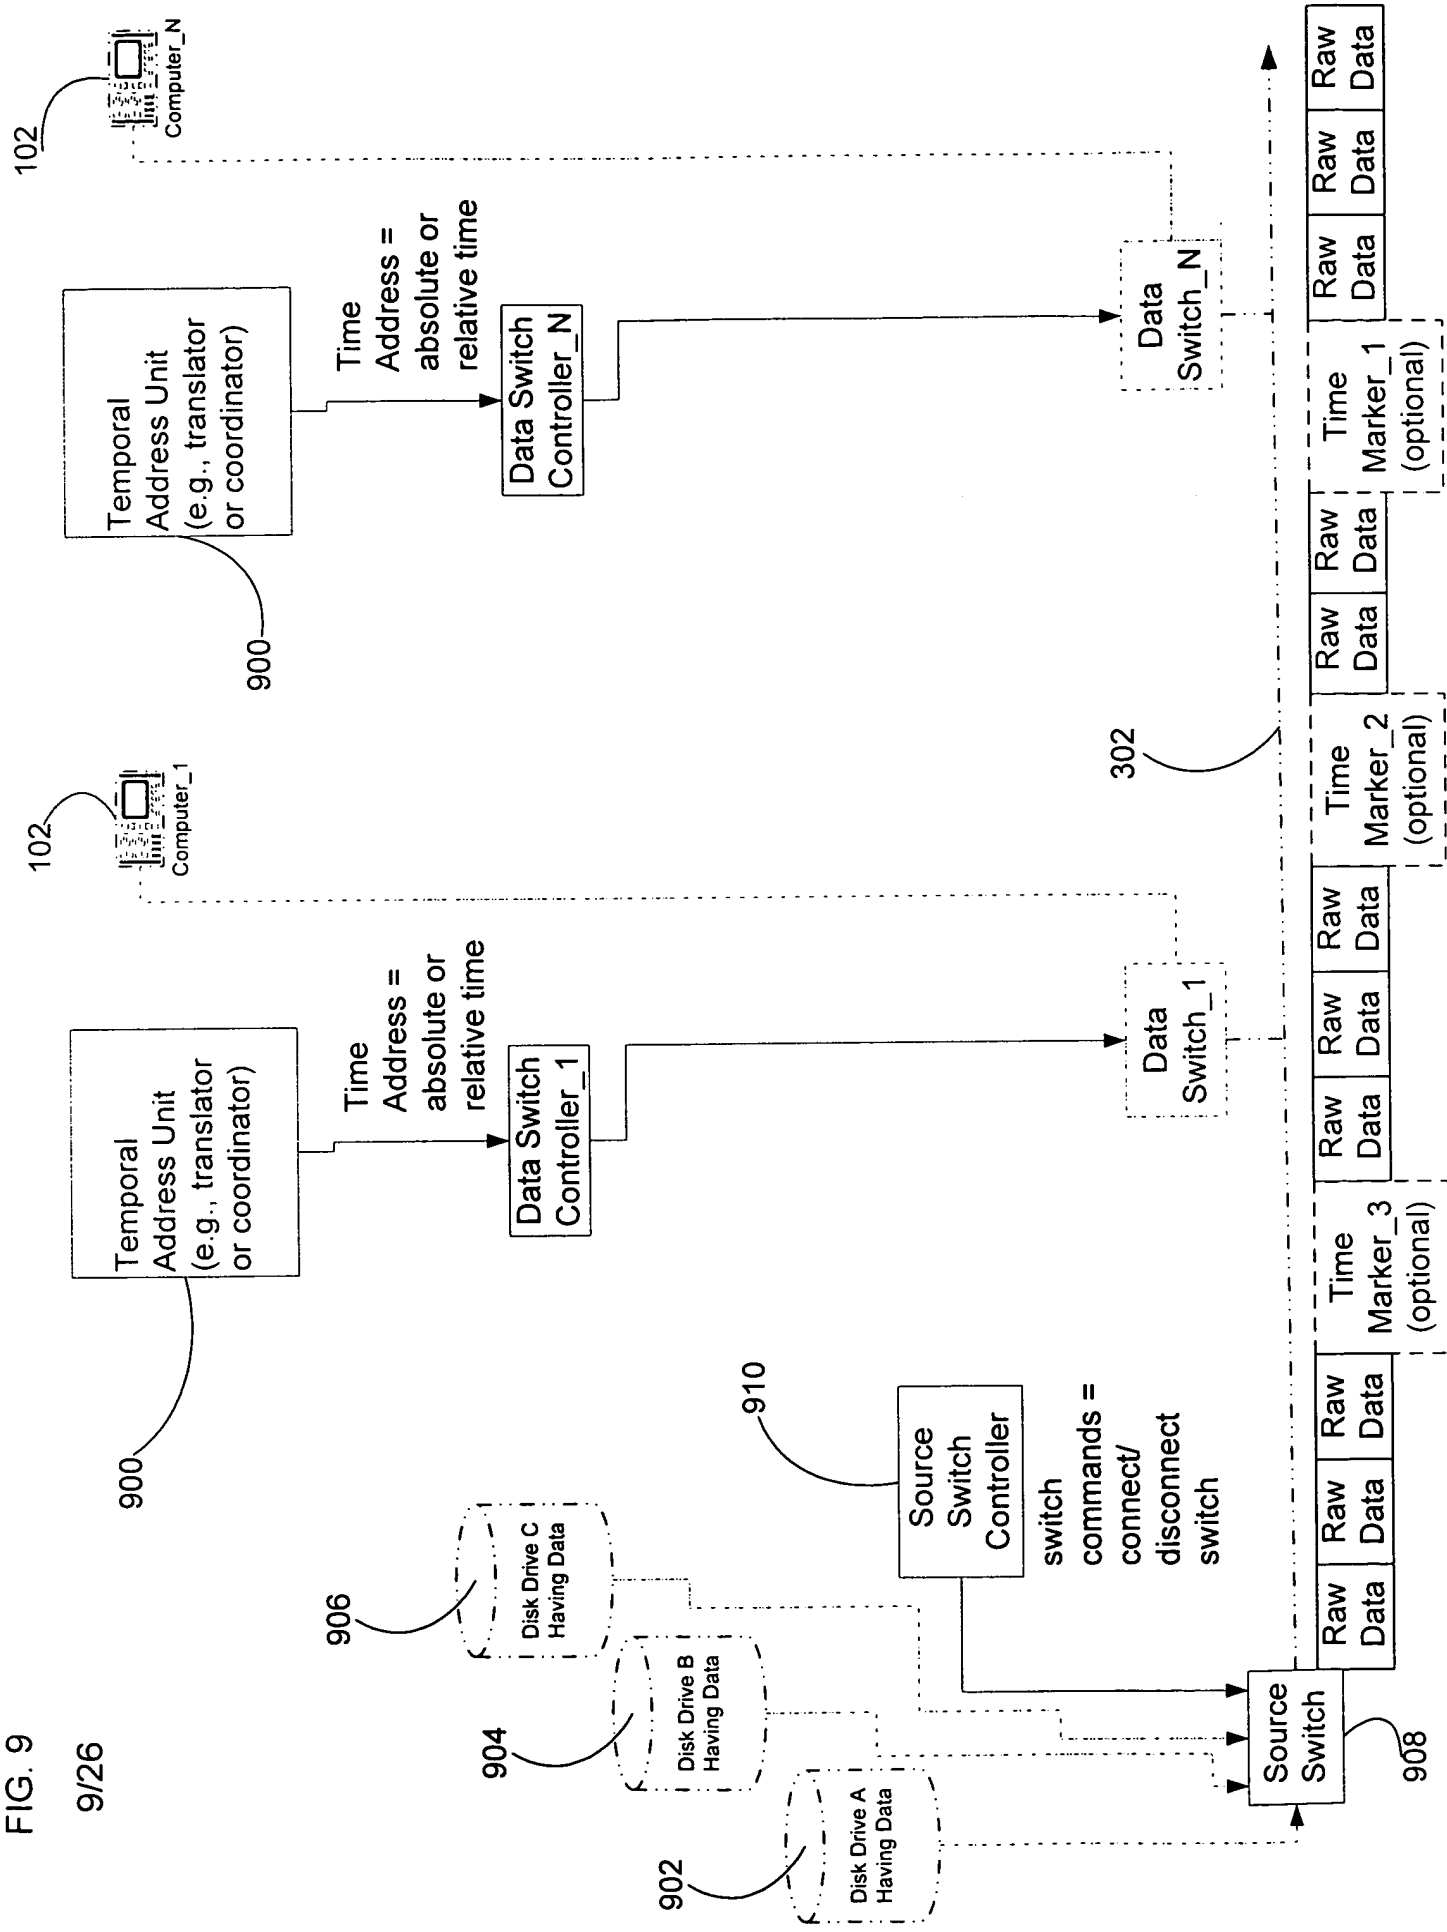 FIG. 9
9/26
902
Disk Drive A
Having Data
904
Disk Drive B
Having Data
906
Disk Drive C
Having Data
910
Source
Switch
Controller
switch
commands =
connect/
disconnect
switch
Source
Switch
908
900
Temporal
Address Unit
(e.g., translator
or coordinator)
Time
Address =
absolute or
relative time
Data Switch
Controller_1
Data
Switch_1
102
Computer_1
900
Temporal
Address Unit
(e.g., translator
or coordinator)
Time
Address =
absolute or
relative time
Data Switch
Controller_N
Data
Switch_N
102
Computer_N
302
Raw
Data
Raw
Data
Raw
Data
Time
Marker_3
(optional)
Raw
Data
Raw
Data
Raw
Data
Time
Marker_2
(optional)
Raw
Data
Raw
Data
Time
Marker_1
(optional)
Raw
Data
Raw
Data
Raw
Data